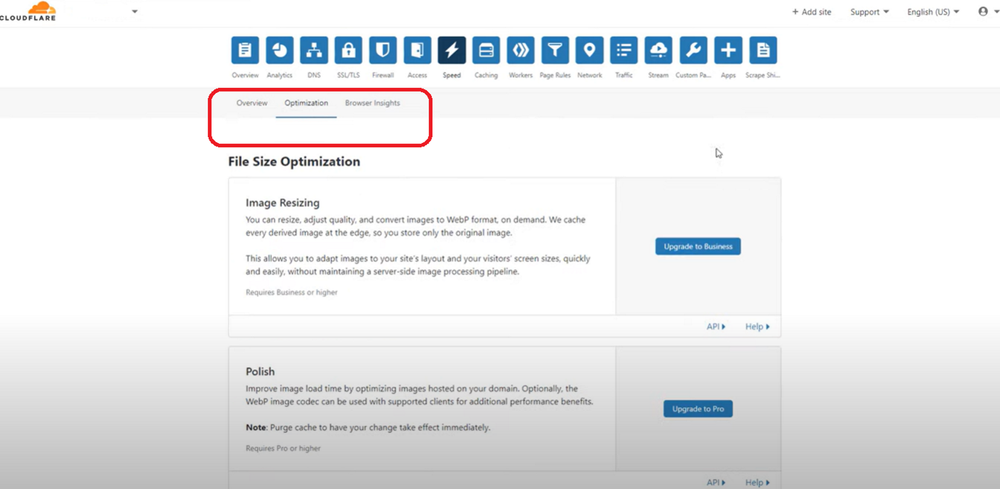 CLOUDFLARE
+ Add site Support English (US)
Overview Analytics DNS SSL/TLS Firewall Access Speed Caching Workers Page Rules Network Traffic Stream Custom Pa... Apps Scrape Shi...
Overview Optimization Browser Insights
File Size Optimization
Image Resizing
You can resize, adjust quality, and convert images to WebP format, on demand. We cache
every derived image at the edge, so you store only the original image.
This allows you to adapt images to your site's layout and your visitors' screen sizes, quickly
and easily, without maintaining a server-side image processing pipeline.
Requires Business or higher
Upgrade to Business
API Help
Polish
Improve image load time by optimizing images hosted on your domain. Optionally, the
WebP image codec can be used with supported clients for additional performance benefits.
Note: Purge cache to have your change take effect immediately.
Requires Pro or higher
Upgrade to Pro
API Help